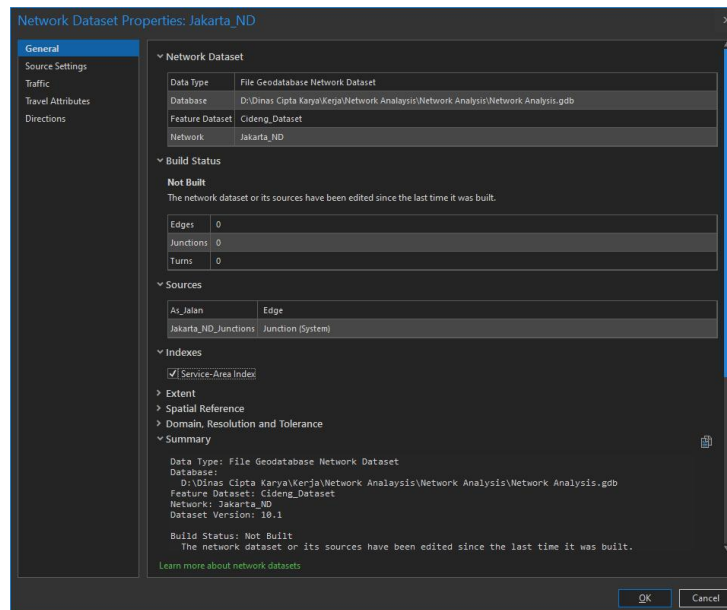 Network Dataset Properties: Jakarta_ND
General
Source Settings
Traffic
Travel Attributes
Directions
Network Dataset
Data Type File Geodatabase Network Dataset
Database D:\Dinas Cipta Karya\Kerja\Network Analaysis\Network Analysis\Network Analysis.gdb
Feature Dataset Cideng_Dataset
Network Jakarta_ND
Build Status
Not Built
The network dataset or its sources have been edited since the last time it was built.
Edges 0
Junctions 0
Turns 0
Sources
As_Jalan Edge
Jakarta_ND_Junctions Junction (System)
Indexes
Service-Area Index
Extent
Spatial Reference
Domain, Resolution and Tolerance
Summary
Data Type: File Geodatabase Network Dataset
Database:
D:\Dinas Cipta Karya\Kerja\Network Analaysis\Network Analysis\Network Analysis.gdb
Feature Dataset: Cideng_Dataset
Network: Jakarta_ND
Dataset Version: 10.1
Build Status: Not Built
The network dataset or its sources have been edited since the last time it was built.
Learn more about network datasets
OK Cancel